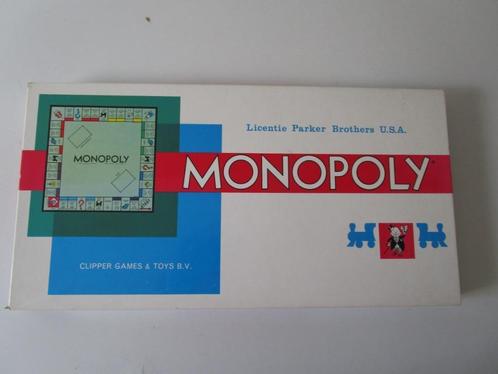 MONOPOLY
Licentie Parker Brothers U.S.A.
MONOPOLY
CLIPPER GAMES & TOYS B.V.